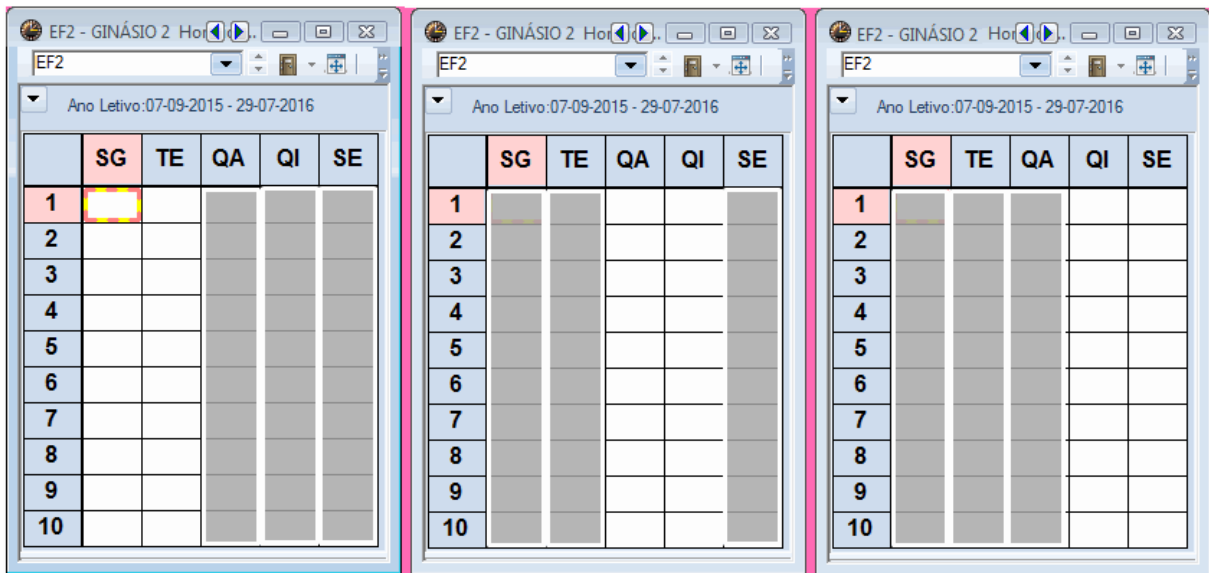 EF2 - GINÁSIO 2 Hor
EF2
Ano Letivo:07-09-2015 - 29-07-2016
SG TE QA QI SE
1
2
3
4
5
6
7
8
9
10
EF2 - GINÁSIO 2 Hor
EF2
Ano Letivo:07-09-2015 - 29-07-2016
SG TE QA QI SE
1
2
3
4
5
6
7
8
9
10
EF2 - GINÁSIO 2 Hor
EF2
Ano Letivo:07-09-2015 - 29-07-2016
SG TE QA QI SE
1
2
3
4
5
6
7
8
9
10